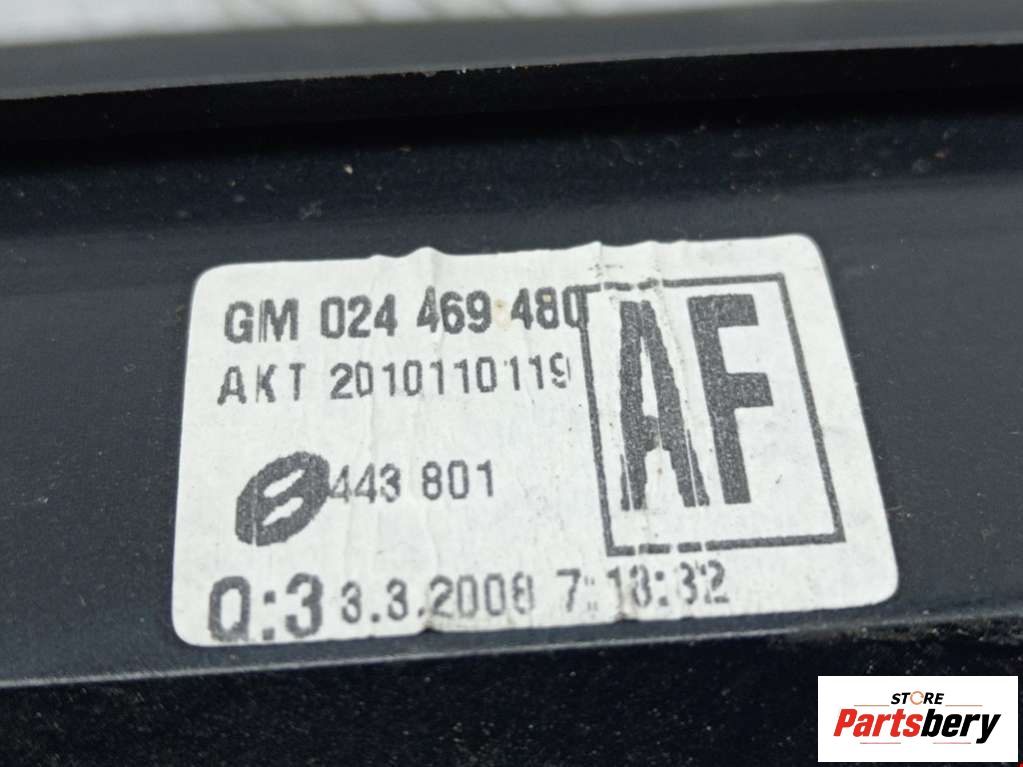 GM 024 469 480
AF
AKT 2010110119
443 801
Q:3 3.3.2008 7:18:32
STORE
Partsbery